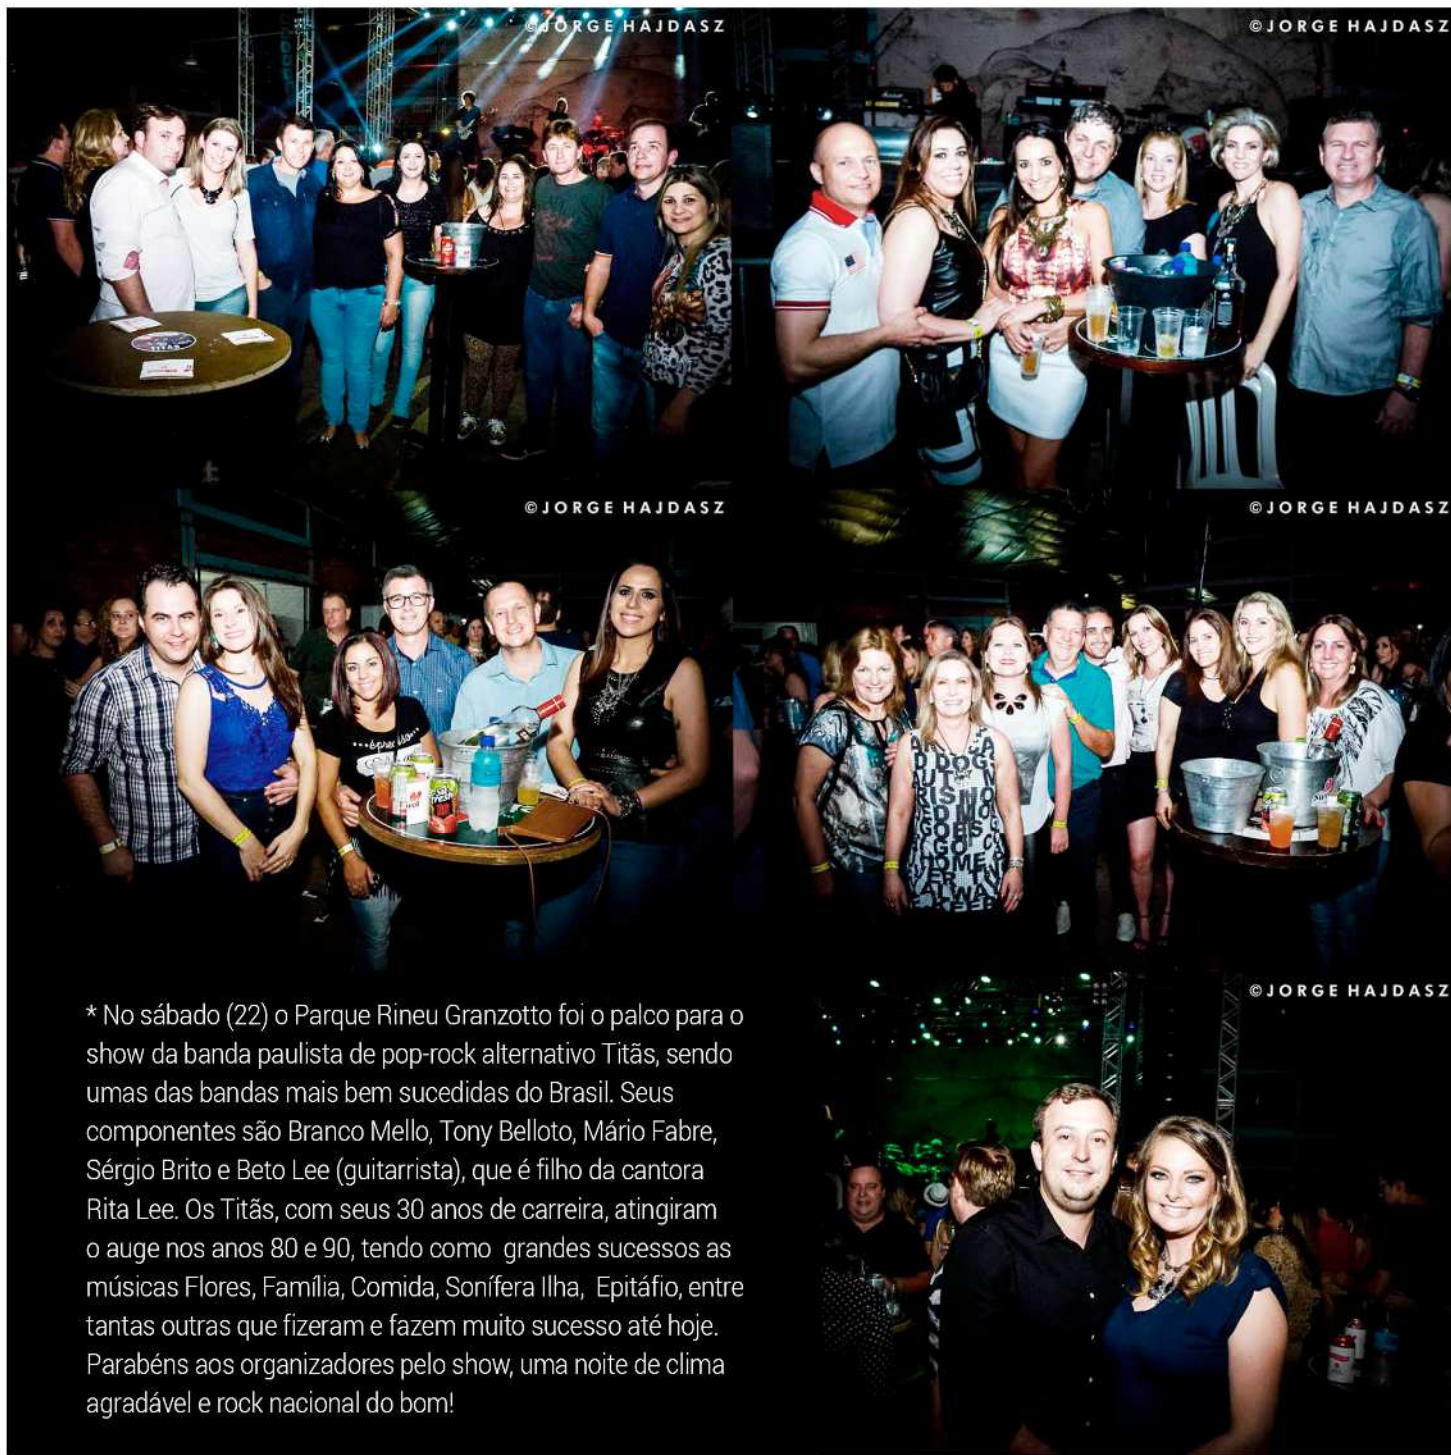 ©JORGE HAJDASZ
©JORGE HAJDASZ
TITÃS
©JORGE HAJDASZ
©JORGE HAJDASZ
©JORGE HAJDASZ
* No sábado (22) o Parque Rineu Granzotto foi o palco para o
show da banda paulista de pop-rock alternativo Titãs, sendo
umas das bandas mais bem sucedidas do Brasil. Seus
componentes são Branco Mello, Tony Belloto, Mário Fabre,
Sérgio Brito e Beto Lee (guitarrista), que é filho da cantora
Rita Lee. Os Titãs, com seus 30 anos de carreira, atingiram
o auge nos anos 80 e 90, tendo como grandes sucessos as
músicas Flores, Família, Comida, Sonífera Ilha, Epitáfio, entre
tantas outras que fizeram e fazem muito sucesso até hoje.
Parabéns aos organizadores pelo show, uma noite de clima
agradável e rock nacional do bom!